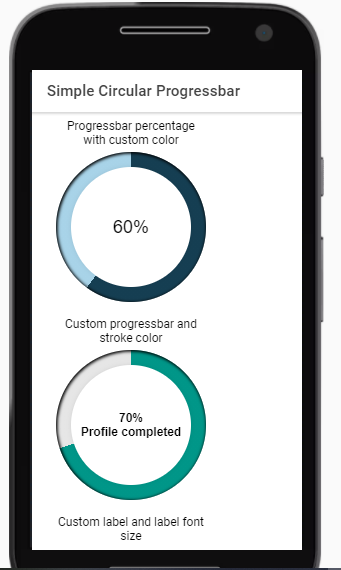 Simple Circular Progressbar
Progressbar percentage
with custom color
60%
Custom progressbar and
stroke color
70%
Profile completed
Custom label and label font
size